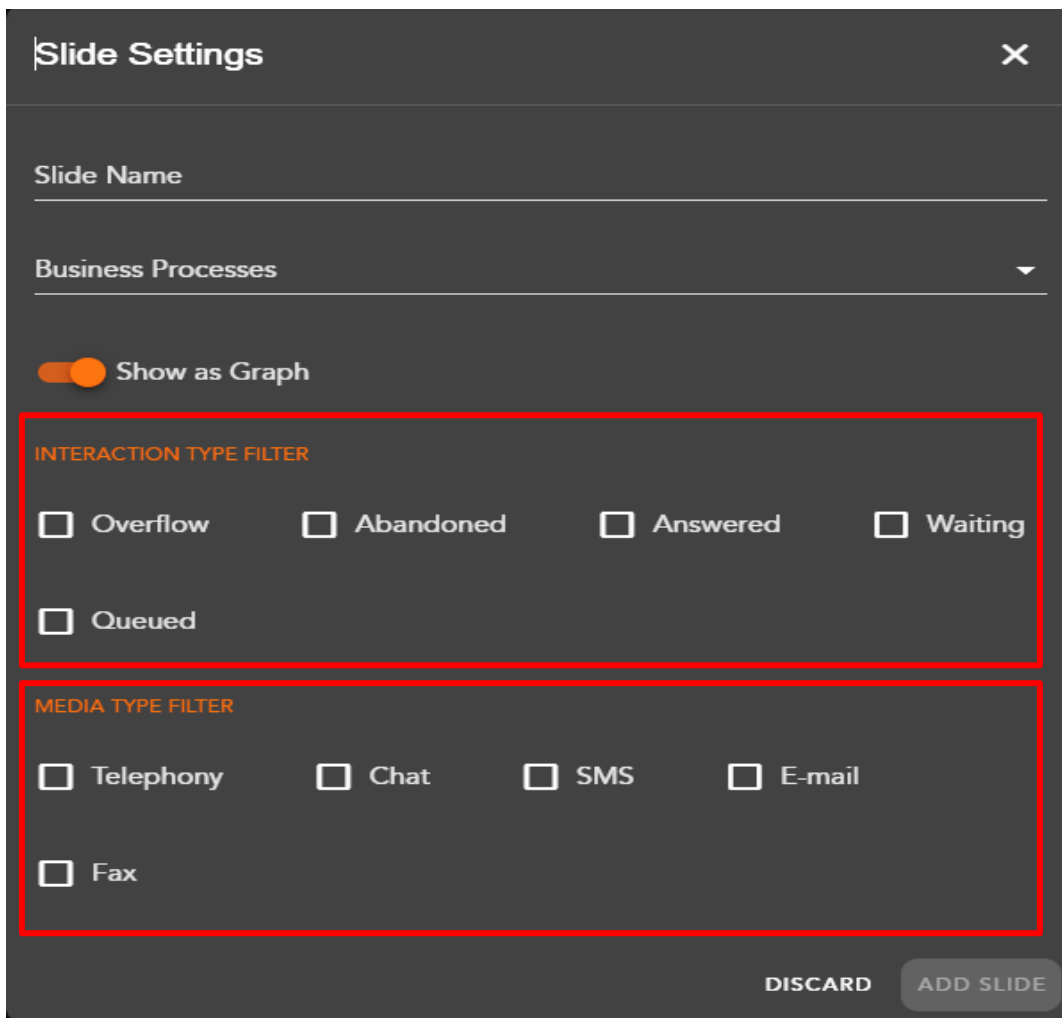 Slide Settings
Slide Name
Business Processes
Show as Graph
INTERACTION TYPE FILTER
Overflow Abandoned Answered Waiting
Queued
MEDIA TYPE FILTER
Telephony Chat SMS E-mail
Fax
DISCARD ADD SLIDE